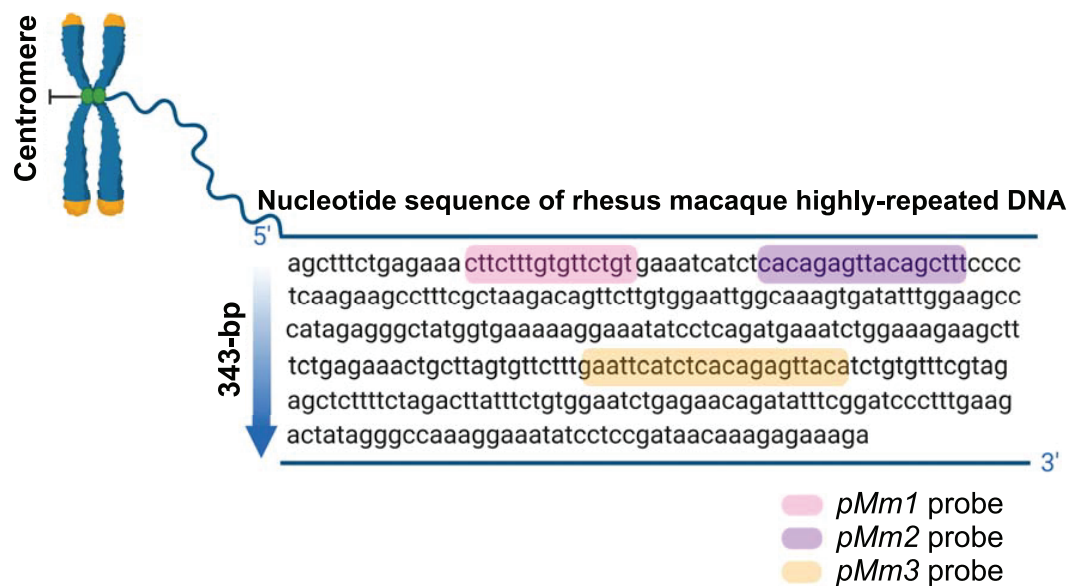 Centromere
Nucleotide sequence of rhesus macaque highly-repeated DNA
5'
343-bp
agctttctgagaaacttctttgtgttctgtgaaatcatctcacagagttacagctttcccc
tcaagaagcctttcgctaagacagttcttgtggaattggcaaagtgatatttggaagcc
catagagggctatggtgaaaaaggaaatatcctcagatgaaatctggaaagaagctt
tctgagaaactgcttagtgttctttgaattcatctcacagagttacatctgtgtttcgtag
agctcttttctagacttatttctgtggaatctgagaacagatatttcggatccctttgaag
actatagggccaaaggaaatatcctccgataacaaagagaaaga
3'
pMm1 probe
pMm2 probe
pMm3 probe